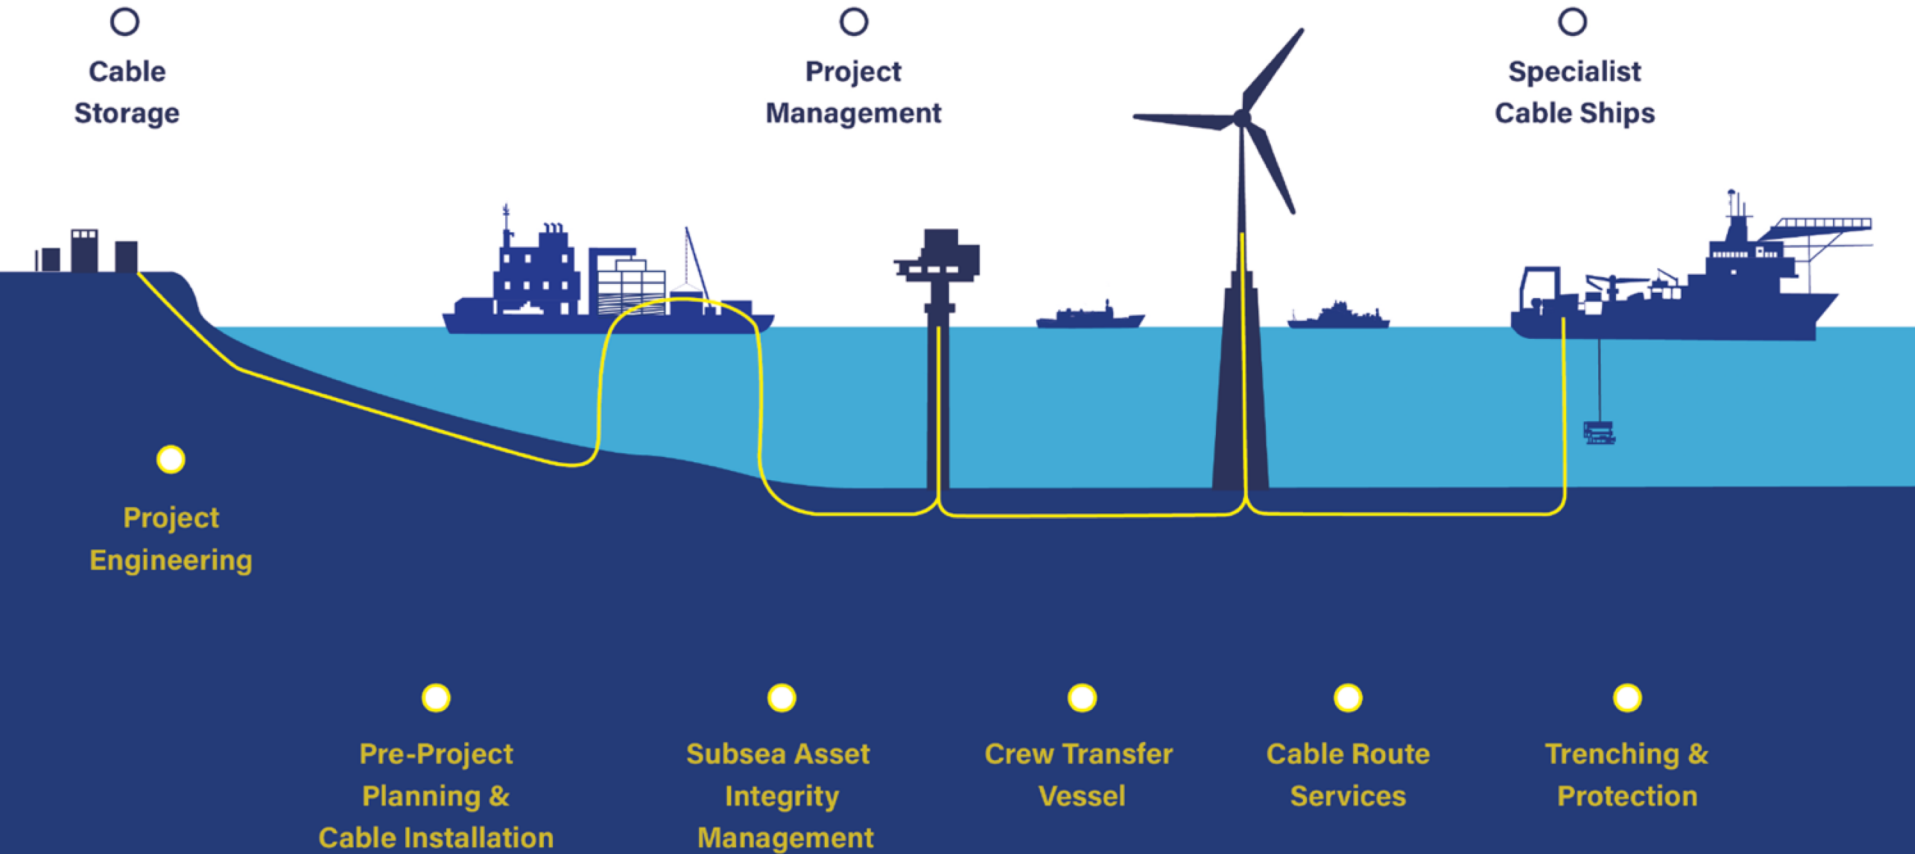 Cable
Storage
Project
Management
Specialist
Cable Ships
Project
Engineering
Pre-Project
Planning &
Cable Installation
Subsea Asset
Integrity
Management
Crew Transfer
Vessel
Cable Route
Services
Trenching &
Protection